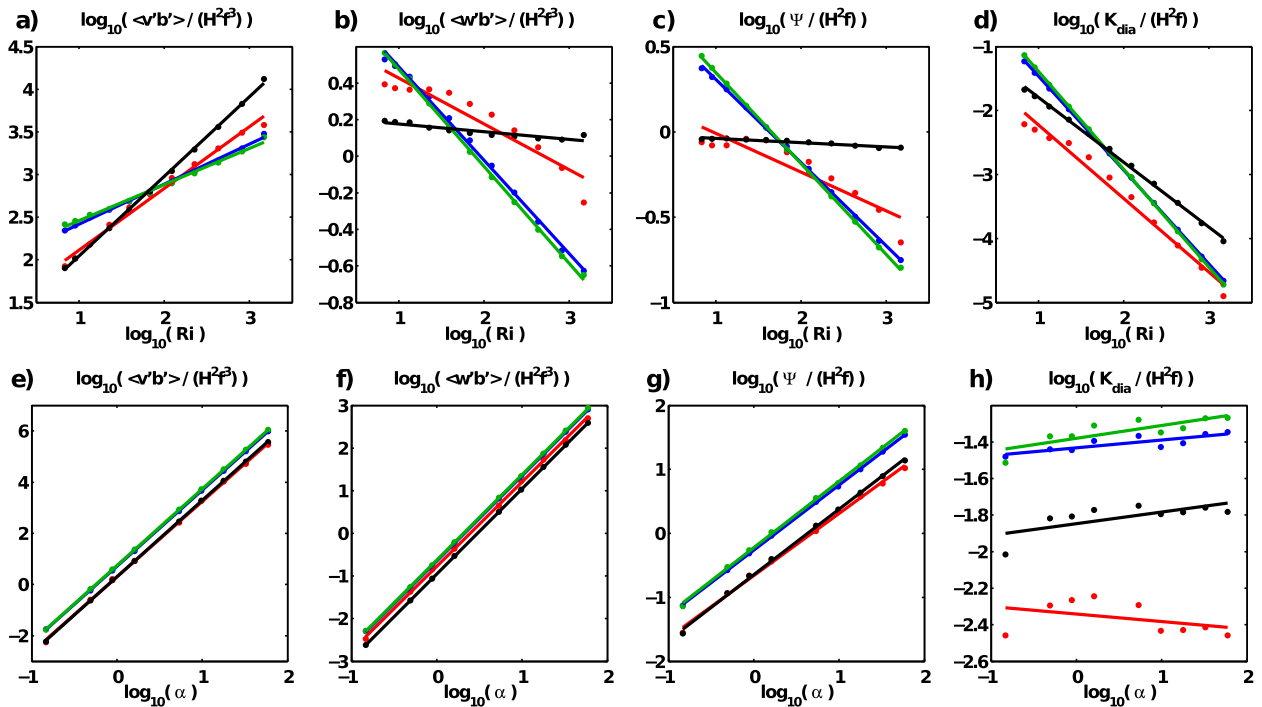 a) log10( <v'b'> / (H²f³) )
b) log10( <w'b'> / (H²f³) )
c) log10( Ψ / (H²f) )
d) log10( Kdia / (H²f) )
4.5
4
3.5
3
2.5
2
1.5
1 2 3
log10( Ri )
0.4
0.2
0
−0.2
−0.4
−0.6
−0.8
1 2 3
log10( Ri )
0.5
0
−0.5
−1
1 2 3
log10( Ri )
−1
−2
−3
−4
−5
1 2 3
log10( Ri )
e) log10( <v'b'> / (H²f³) )
f) log10( <w'b'> / (H²f³) )
g) log10( Ψ / (H²f) )
h) log10( Kdia / (H²f) )
6
4
2
0
−2
−1 0 1 2
log10( α )
3
2
1
0
−1
−2
−3
−1 0 1 2
log10( α )
2
1
0
−1
−2
−1 0 1 2
log10( α )
−1.4
−1.6
−1.8
−2
−2.2
−2.4
−2.6
−1 0 1 2
log10( α )